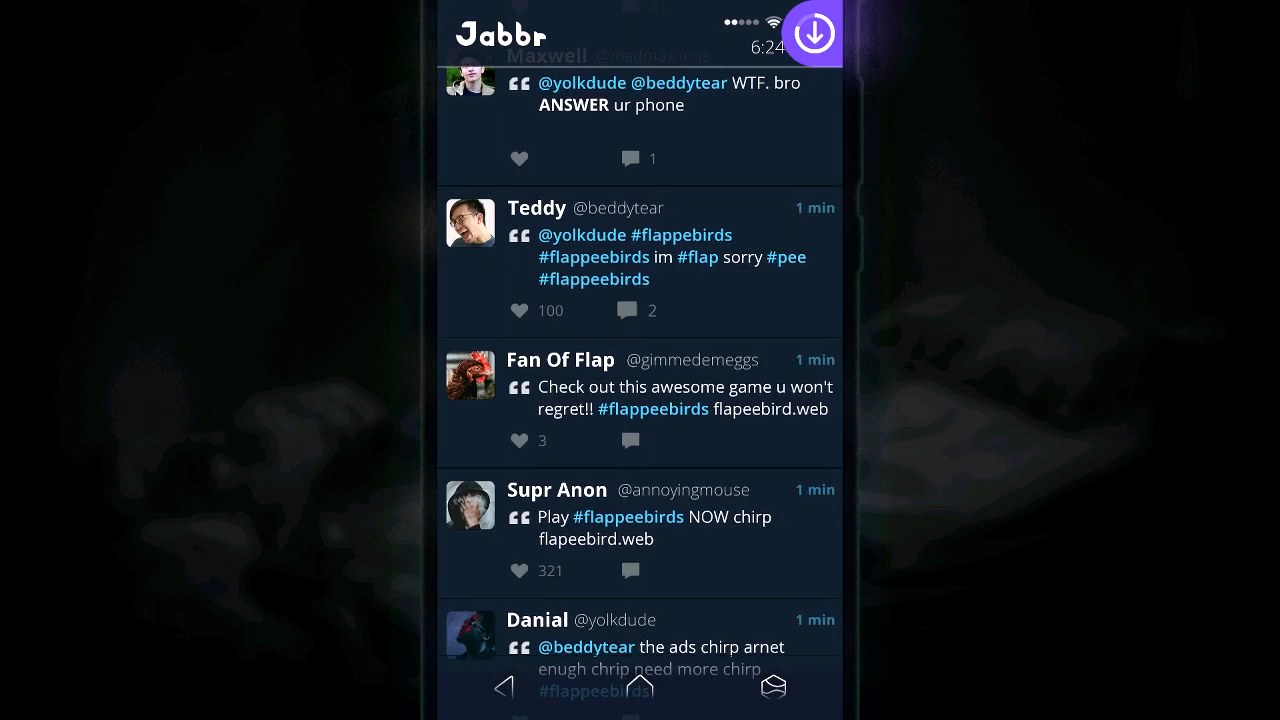 Jabbr
6:24
Maxwell @madmaximus
@yolkdude @beddytear WTF. bro
ANSWER ur phone
1
Teddy @beddytear 1 min
@yolkdude #flappebirds
#flappeebirds im #flap sorry #pee
#flappeebirds
100 2
Fan Of Flap @gimmedemeggs 1 min
Check out this awesome game u won't
regret!! #flappeebirds flapeebird.web
3
Supr Anon @annoyingmouse 1 min
Play #flappeebirds NOW chirp
flapeebird.web
321
Danial @yolkdude 1 min
@beddytear the ads chirp arnet
enugh chrip need more chirp
#flappeebirds